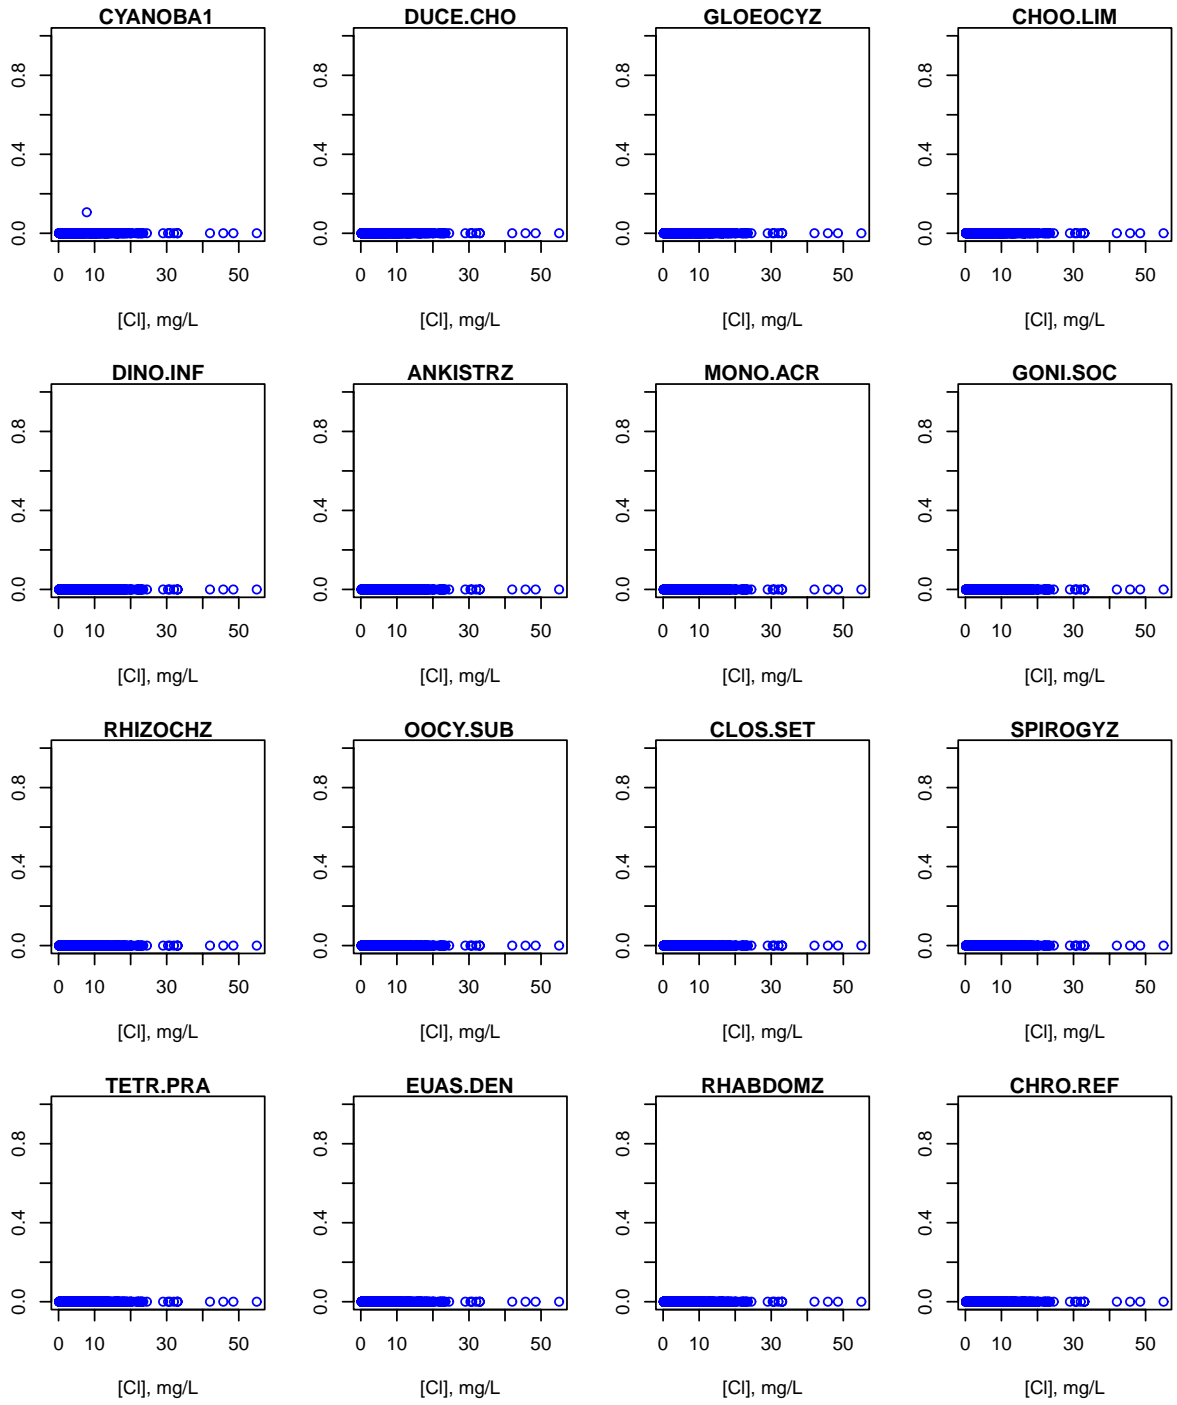 CYANOBA1 DUCE.CHO GLOEOCYZ CHOO.LIM
0.8 0.8 0.8 0.8
0.4 0.4 0.4 0.4
0.0 0.0 0.0 0.0
0 10 30 50 0 10 30 50 0 10 30 50 0 10 30 50
[Cl], mg/L [Cl], mg/L [Cl], mg/L [Cl], mg/L
DINO.INF ANKISTRZ MONO.ACR GONI.SOC
0.8 0.8 0.8 0.8
0.4 0.4 0.4 0.4
0.0 0.0 0.0 0.0
0 10 30 50 0 10 30 50 0 10 30 50 0 10 30 50
[Cl], mg/L [Cl], mg/L [Cl], mg/L [Cl], mg/L
RHIZOCHZ OOCY.SUB CLOS.SET SPIROGYZ
0.8 0.8 0.8 0.8
0.4 0.4 0.4 0.4
0.0 0.0 0.0 0.0
0 10 30 50 0 10 30 50 0 10 30 50 0 10 30 50
[Cl], mg/L [Cl], mg/L [Cl], mg/L [Cl], mg/L
TETR.PRA EUAS.DEN RHABDOMZ CHRO.REF
0.8 0.8 0.8 0.8
0.4 0.4 0.4 0.4
0.0 0.0 0.0 0.0
0 10 30 50 0 10 30 50 0 10 30 50 0 10 30 50
[Cl], mg/L [Cl], mg/L [Cl], mg/L [Cl], mg/L